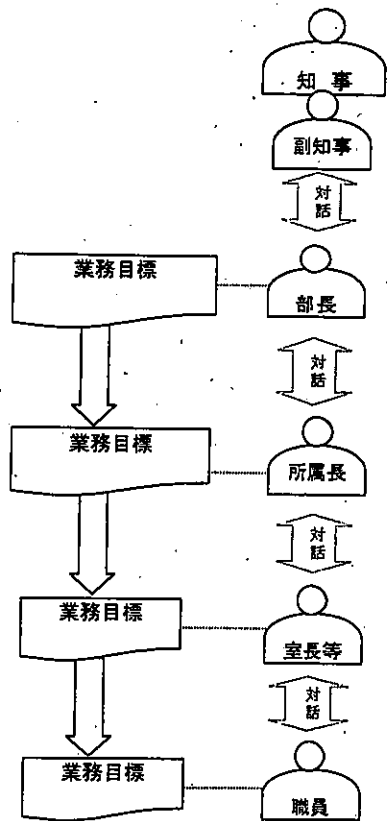 知事
副知事
対話
業務目標
部長
対話
業務目標
所属長
対話
業務目標
室長等
対話
業務目標
職員